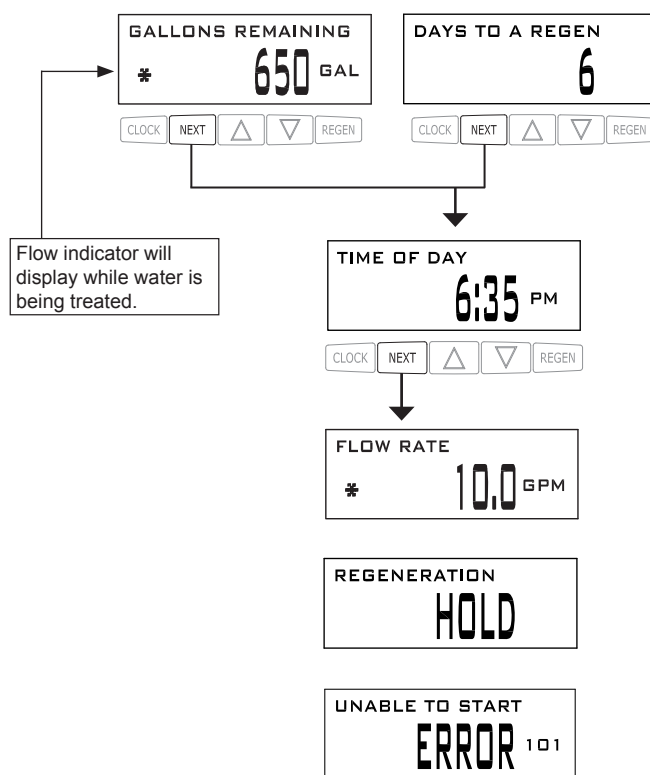 GALLONS REMAINING
* 650 GAL
CLOCK NEXT REGEN
DAYS TO A REGEN
6
CLOCK NEXT REGEN
Flow indicator will
display while water is
being treated.
TIME OF DAY
6:35 PM
CLOCK NEXT REGEN
FLOW RATE
* 10.0 GPM
REGENERATION
HOLD
UNABLE TO START
ERROR 101